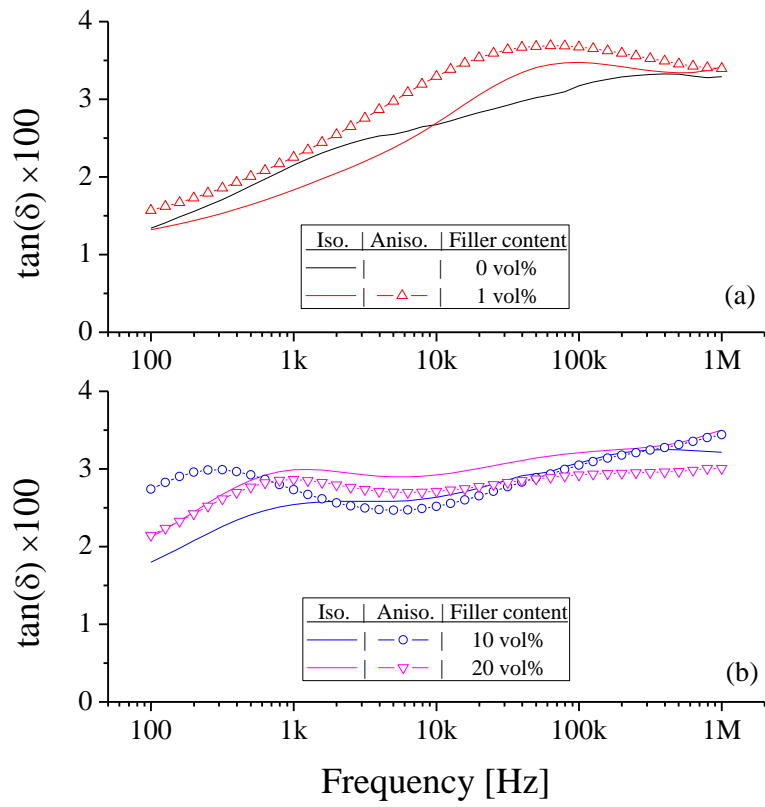 4
3
2
1
0
tan(δ) ×100
Iso. | Aniso. | Filler content
| | 0 vol%
| | 1 vol%
(a)
100 1k 10k 100k 1M
4
3
2
1
0
tan(δ) ×100
Iso. | Aniso. | Filler content
| | 10 vol%
| | 20 vol%
(b)
100 1k 10k 100k 1M
Frequency [Hz]